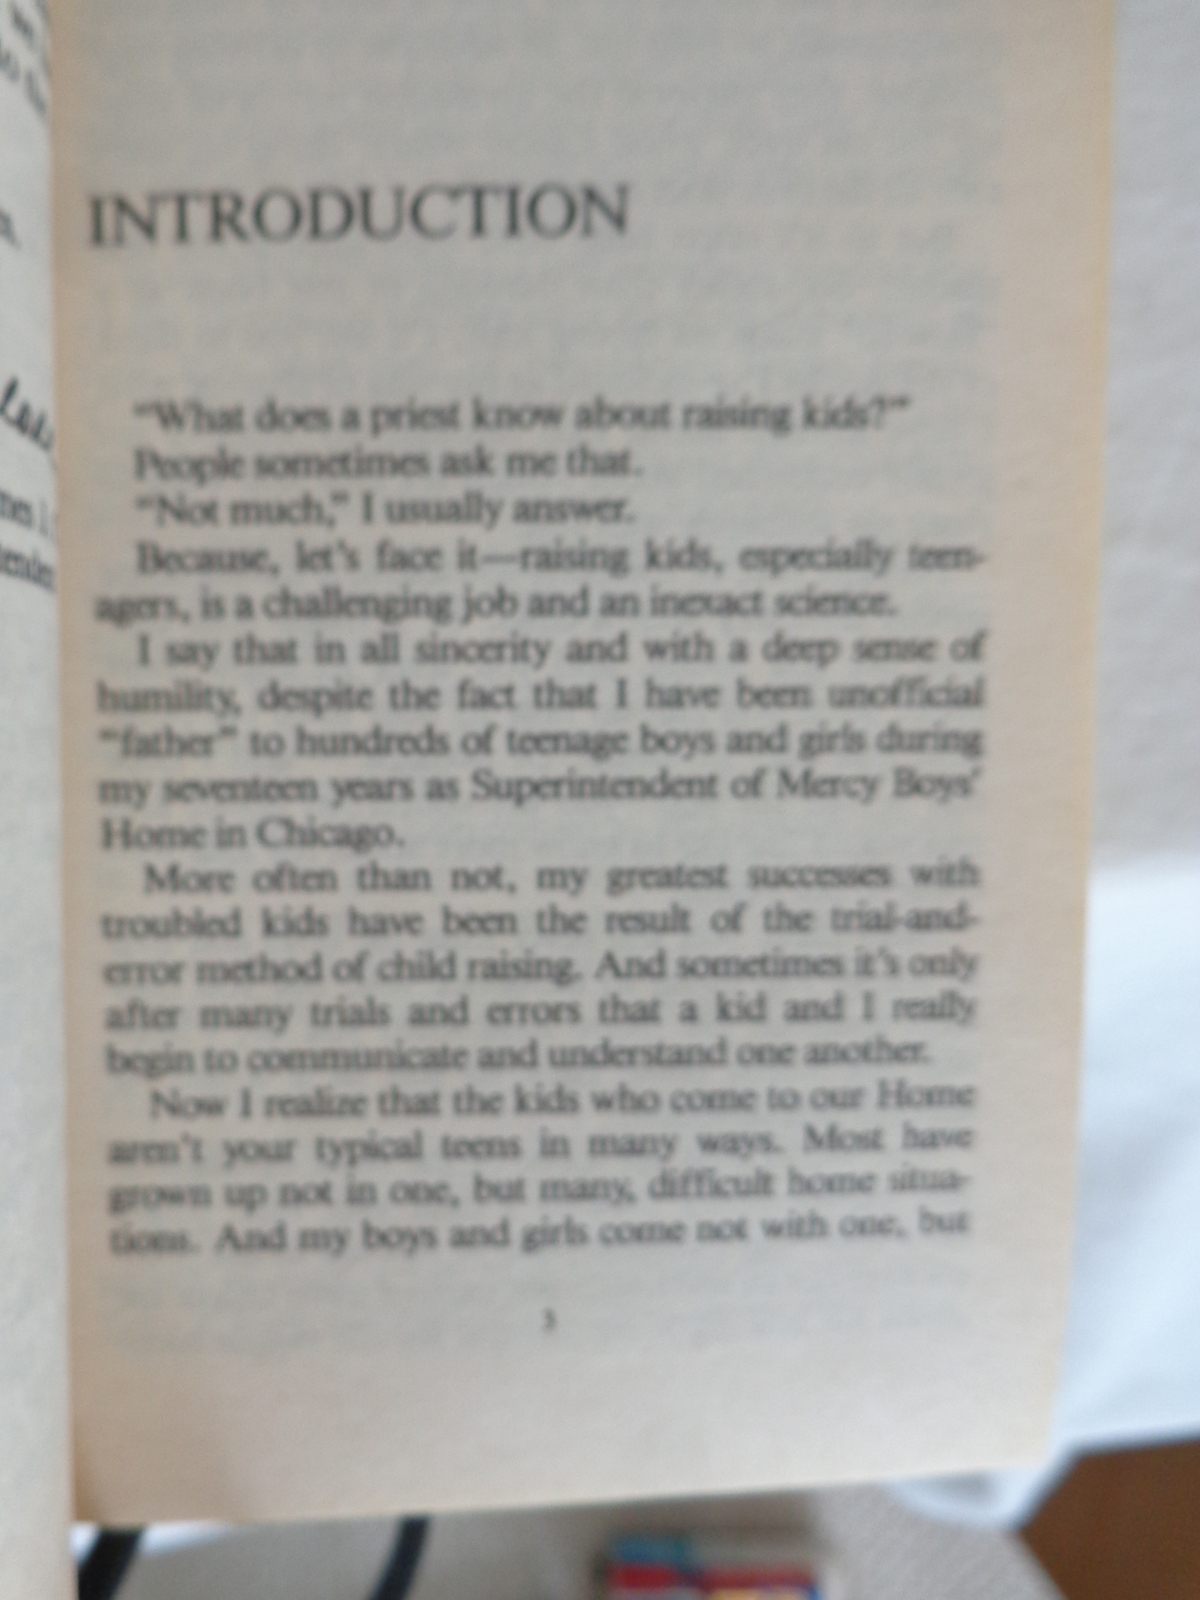 INTRODUCTION
“What does a priest know about raising kids?”
People sometimes ask me that.
“Not much,” I usually answer.
Because, let’s face it—raising kids, especially teen-
agers, is a challenging job and an inexact science.
I say that in all sincerity and with a deep sense of
humility, despite the fact that I have been unofficial
“father” to hundreds of teenage boys and girls during
my seventeen years as Superintendent of Mercy Boys’
Home in Chicago.
More often than not, my greatest successes with
troubled kids have been the result of the trial-and-
error method of child raising. And sometimes it’s only
after many trials and errors that a kid and I really
begin to communicate and understand one another.
Now I realize that the kids who come to our Home
aren’t your typical teens in many ways. Most have
grown up not in one, but many, difficult home situa-
tions. And my boys and girls come not with one, but
3